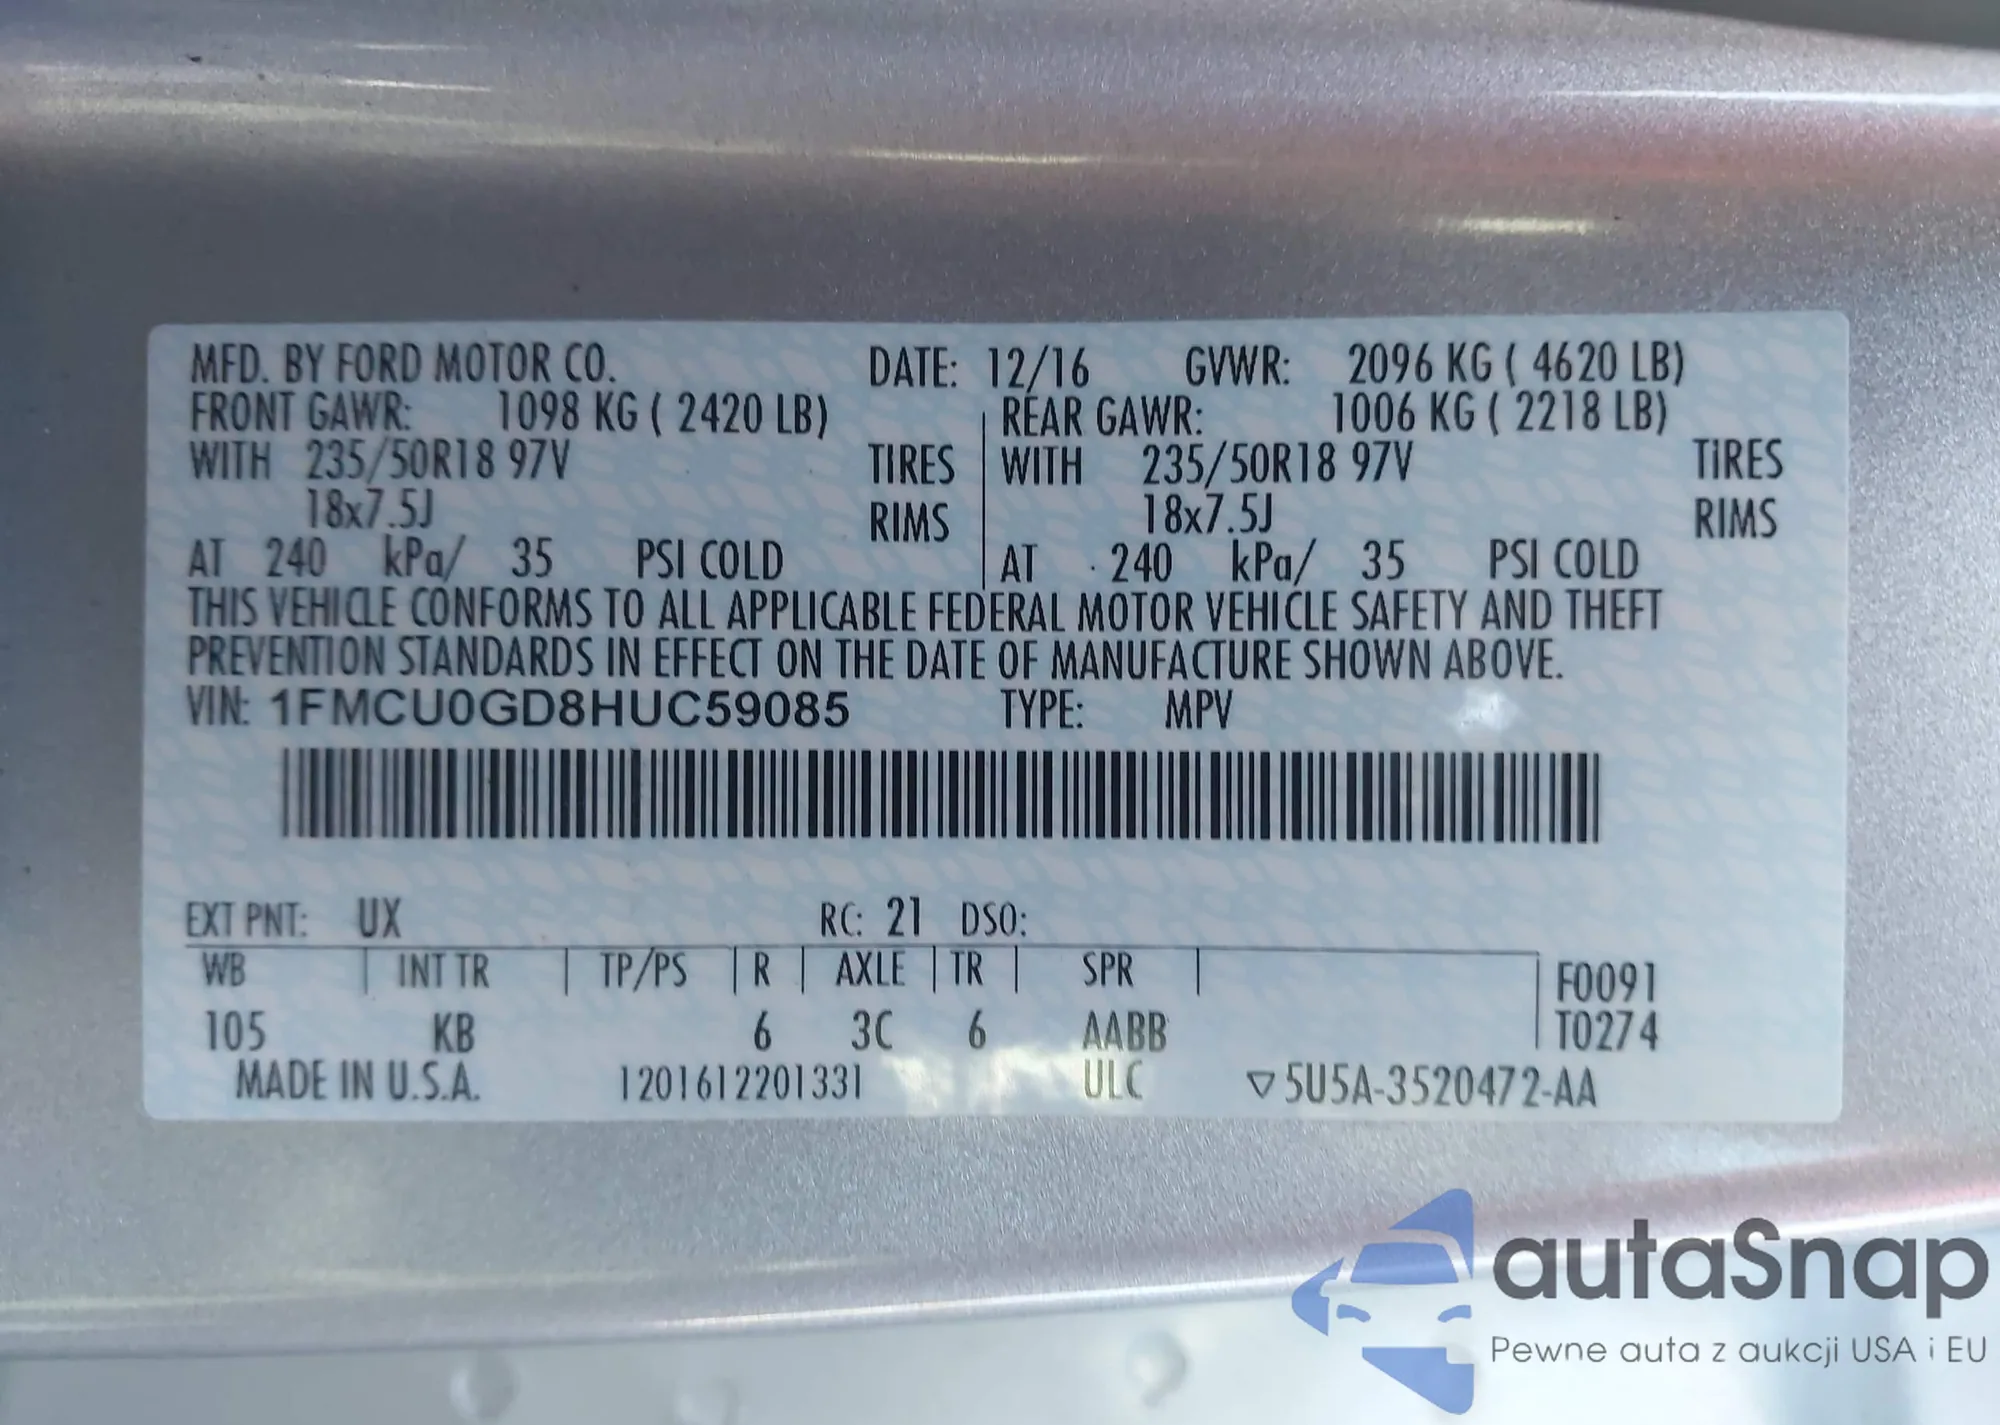 MFD. BY FORD MOTOR CO. DATE: 12/16 GVWR: 2096 KG ( 4620 LB)
FRONT GAWR: 1098 KG ( 2420 LB) REAR GAWR: 1006 KG ( 2218 LB)
WITH 235/50R18 97V TIRES WITH 235/50R18 97V TIRES
18x7.5J RIMS 18x7.5J RIMS
AT 240 kPa/ 35 PSI COLD AT 240 kPa/ 35 PSI COLD
THIS VEHICLE CONFORMS TO ALL APPLICABLE FEDERAL MOTOR VEHICLE SAFETY AND THEFT
PREVENTION STANDARDS IN EFFECT ON THE DATE OF MANUFACTURE SHOWN ABOVE.
VIN: 1FMCU0GD8HUC59085 TYPE: MPV
EXT PNT: UX RC: 21 DSO:
WB | INT TR | TP/PS | R | AXLE | TR | SPR | F0091
105 KB 6 3C 6 AABB T0274
MADE IN U.S.A. 1201612201331 ULC ▽5U5A-3520472-AA
autaSnap
Pewne auta z aukcji USA i EU